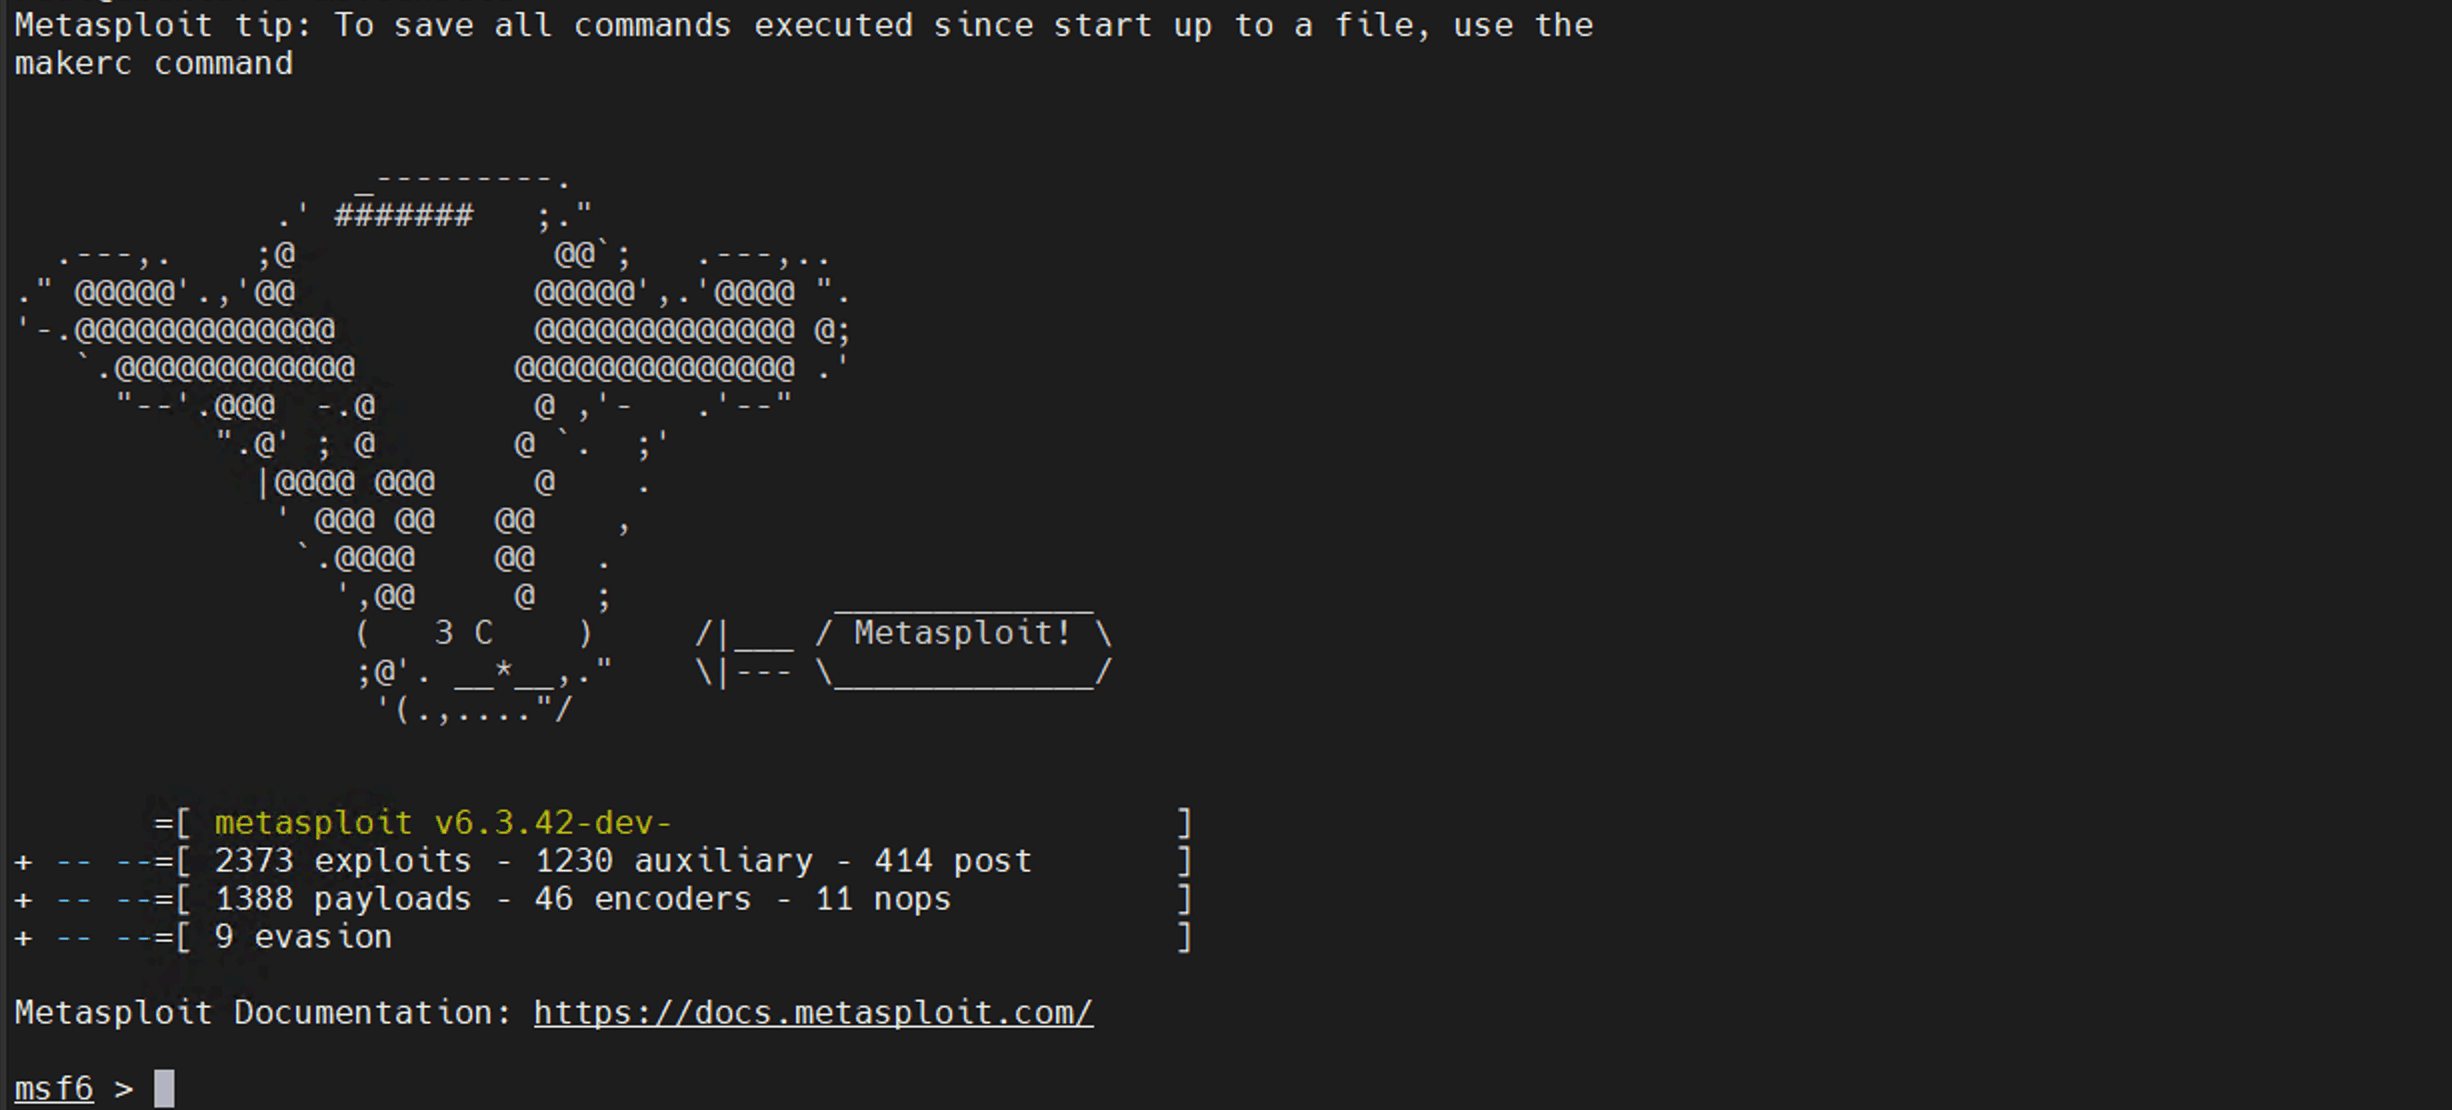 Metasploit tip: To save all commands executed since start up to a file, use the
makerc command
                 _---------.
             .' #######   ;."
  .---,.    ;@             @@`;   .---,..
." @@@@@'.,'@@            @@@@@',.'@@@@ ".
'-.@@@@@@@@@@@@@          @@@@@@@@@@@@@ @;
   `.@@@@@@@@@@@@        @@@@@@@@@@@@@@ .'
     "--'.@@@  -.@        @ ,'-   .'--"
          ".@' ; @       @ `.  ;'
            |@@@@ @@@     @    .
             ' @@@ @@   @@    ,
              `.@@@@    @@   .
                ',@@     @   ;           _____________
                 (   3 C    )     /|___ / Metasploit! \
                 ;@'. __*__,."    \|--- \_____________/
                  '(.,...."/
       =[ metasploit v6.3.42-dev-                         ]
+ -- --=[ 2373 exploits - 1230 auxiliary - 414 post       ]
+ -- --=[ 1388 payloads - 46 encoders - 11 nops           ]
+ -- --=[ 9 evasion                                       ]
Metasploit Documentation: https://docs.metasploit.com/
msf6 >